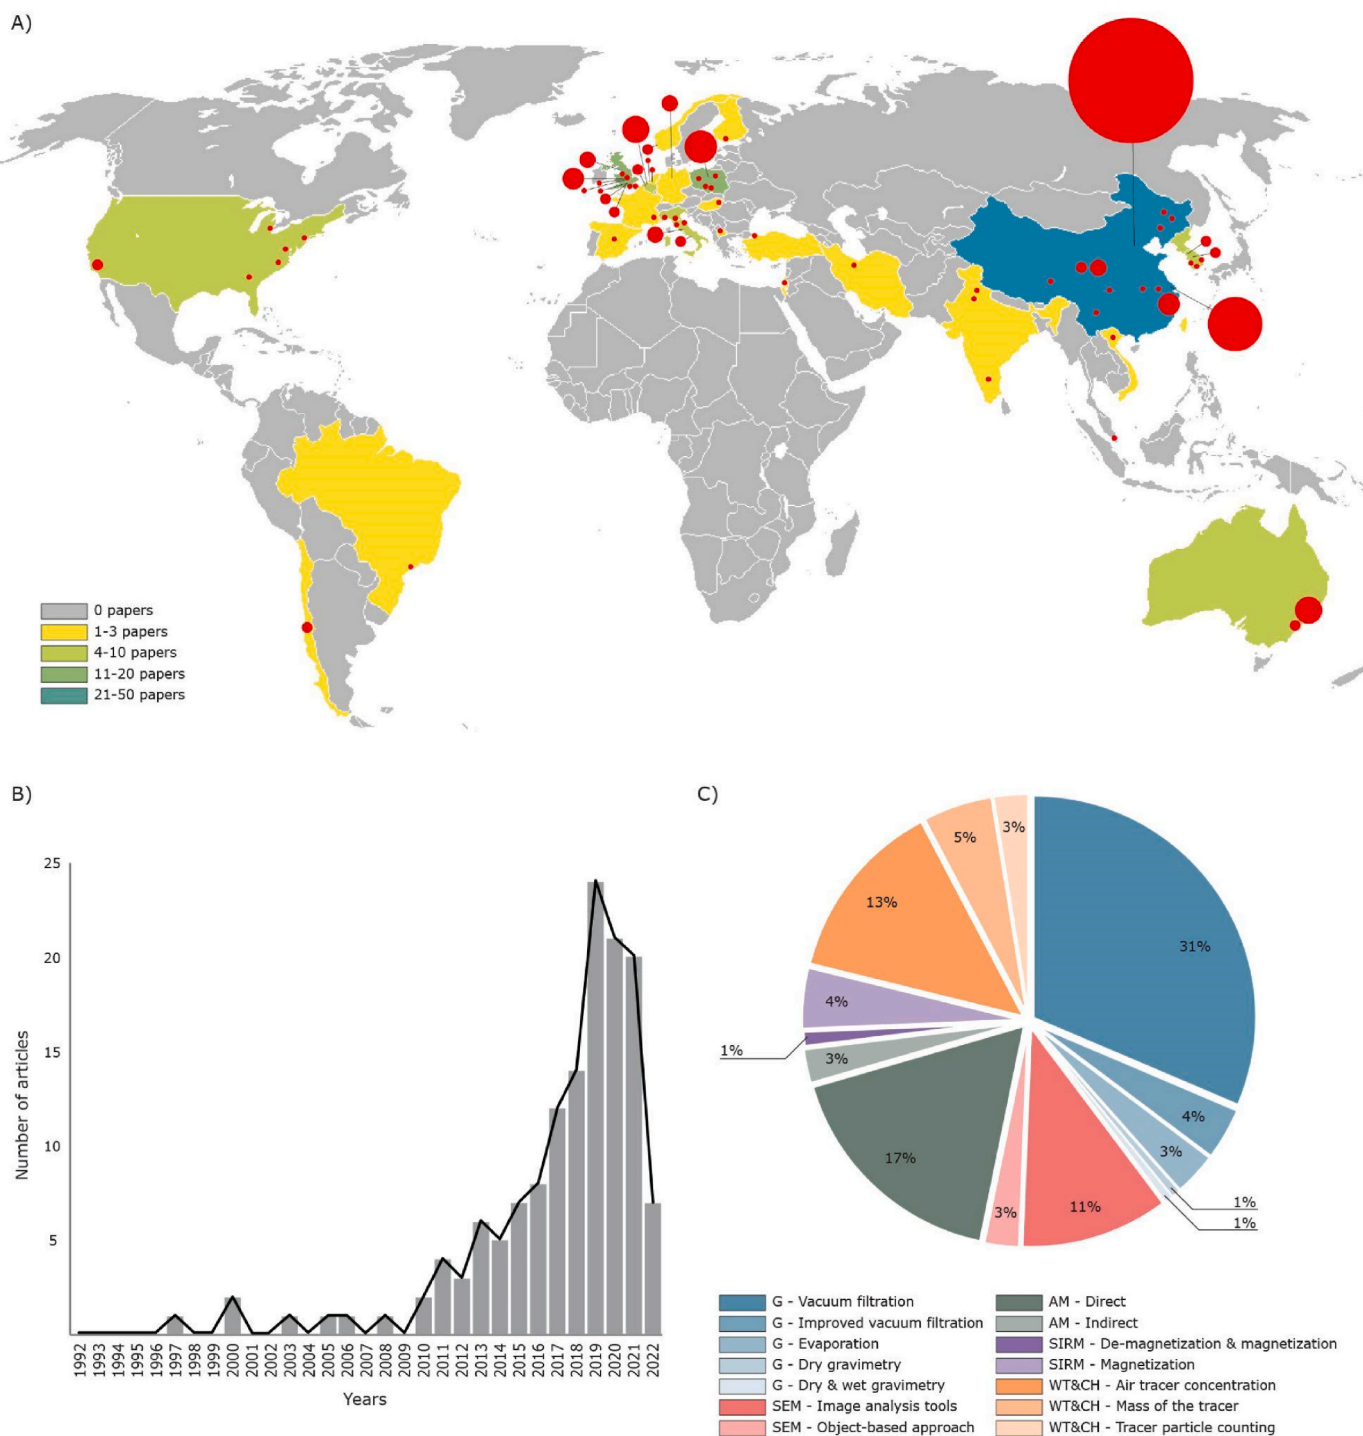 A)
0 papers
1-3 papers
4-10 papers
11-20 papers
21-50 papers
B)
Number of articles
25
20
15
10
5
1992 1993 1994 1995 1996 1997 1998 1999 2000 2001 2002 2003 2004 2005 2006 2007 2008 2009 2010 2011 2012 2013 2014 2015 2016 2017 2018 2019 2020 2021 2022
Years
C)
3%
5%
13%
31%
4%
1%
3%
4%
3%
17%
1%
1%
11%
3%
G - Vacuum filtration
G - Improved vacuum filtration
G - Evaporation
G - Dry gravimetry
G - Dry & wet gravimetry
SEM - Image analysis tools
SEM - Object-based approach
AM - Direct
AM - Indirect
SIRM - De-magnetization & magnetization
SIRM - Magnetization
WT&CH - Air tracer concentration
WT&CH - Mass of the tracer
WT&CH - Tracer particle counting